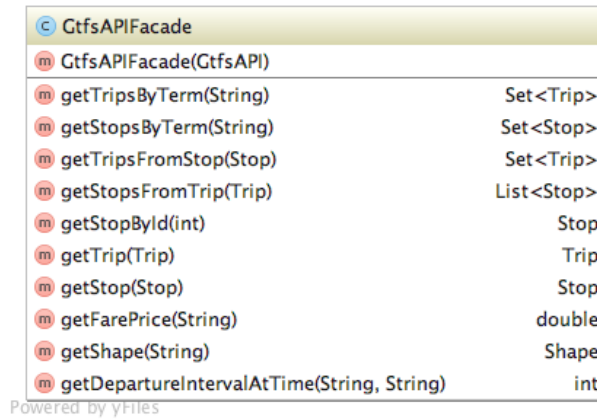 C GtfsAPIFacade
m GtfsAPIFacade(GtfsAPI)
m getTripsByTerm(String) Set<Trip>
m getStopsByTerm(String) Set<Stop>
m getTripsFromStop(Stop) Set<Trip>
m getStopsFromTrip(Trip) List<Stop>
m getStopById(int) Stop
m getTrip(Trip) Trip
m getStop(Stop) Stop
m getFarePrice(String) double
m getShape(String) Shape
m getDepartureIntervalAtTime(String, String) int
Powered by yFiles